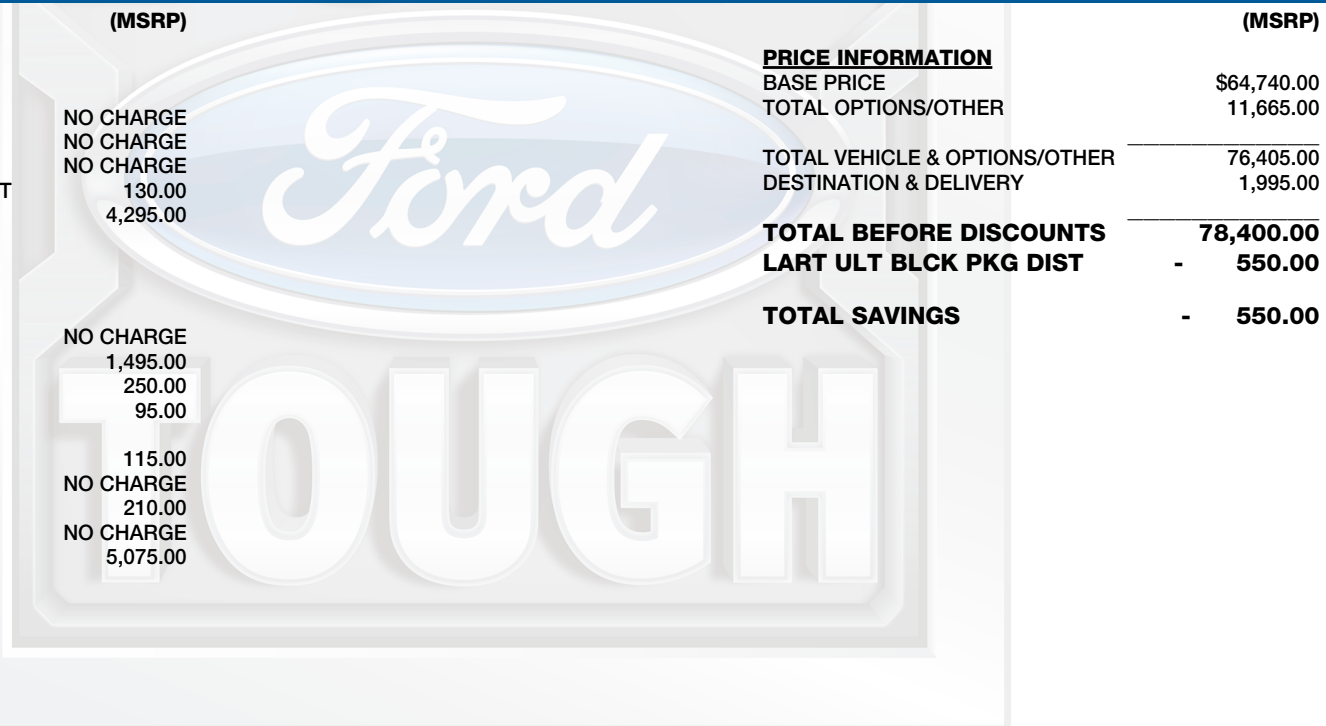 (MSRP)
NO CHARGE
NO CHARGE
NO CHARGE
T 130.00
4,295.00
NO CHARGE
1,495.00
250.00
95.00
115.00
NO CHARGE
210.00
NO CHARGE
5,075.00
(MSRP)
PRICE INFORMATION
BASE PRICE $64,740.00
TOTAL OPTIONS/OTHER 11,665.00
TOTAL VEHICLE & OPTIONS/OTHER 76,405.00
DESTINATION & DELIVERY 1,995.00
TOTAL BEFORE DISCOUNTS 78,400.00
LART ULT BLCK PKG DIST - 550.00
TOTAL SAVINGS - 550.00
Ford
TOUGH